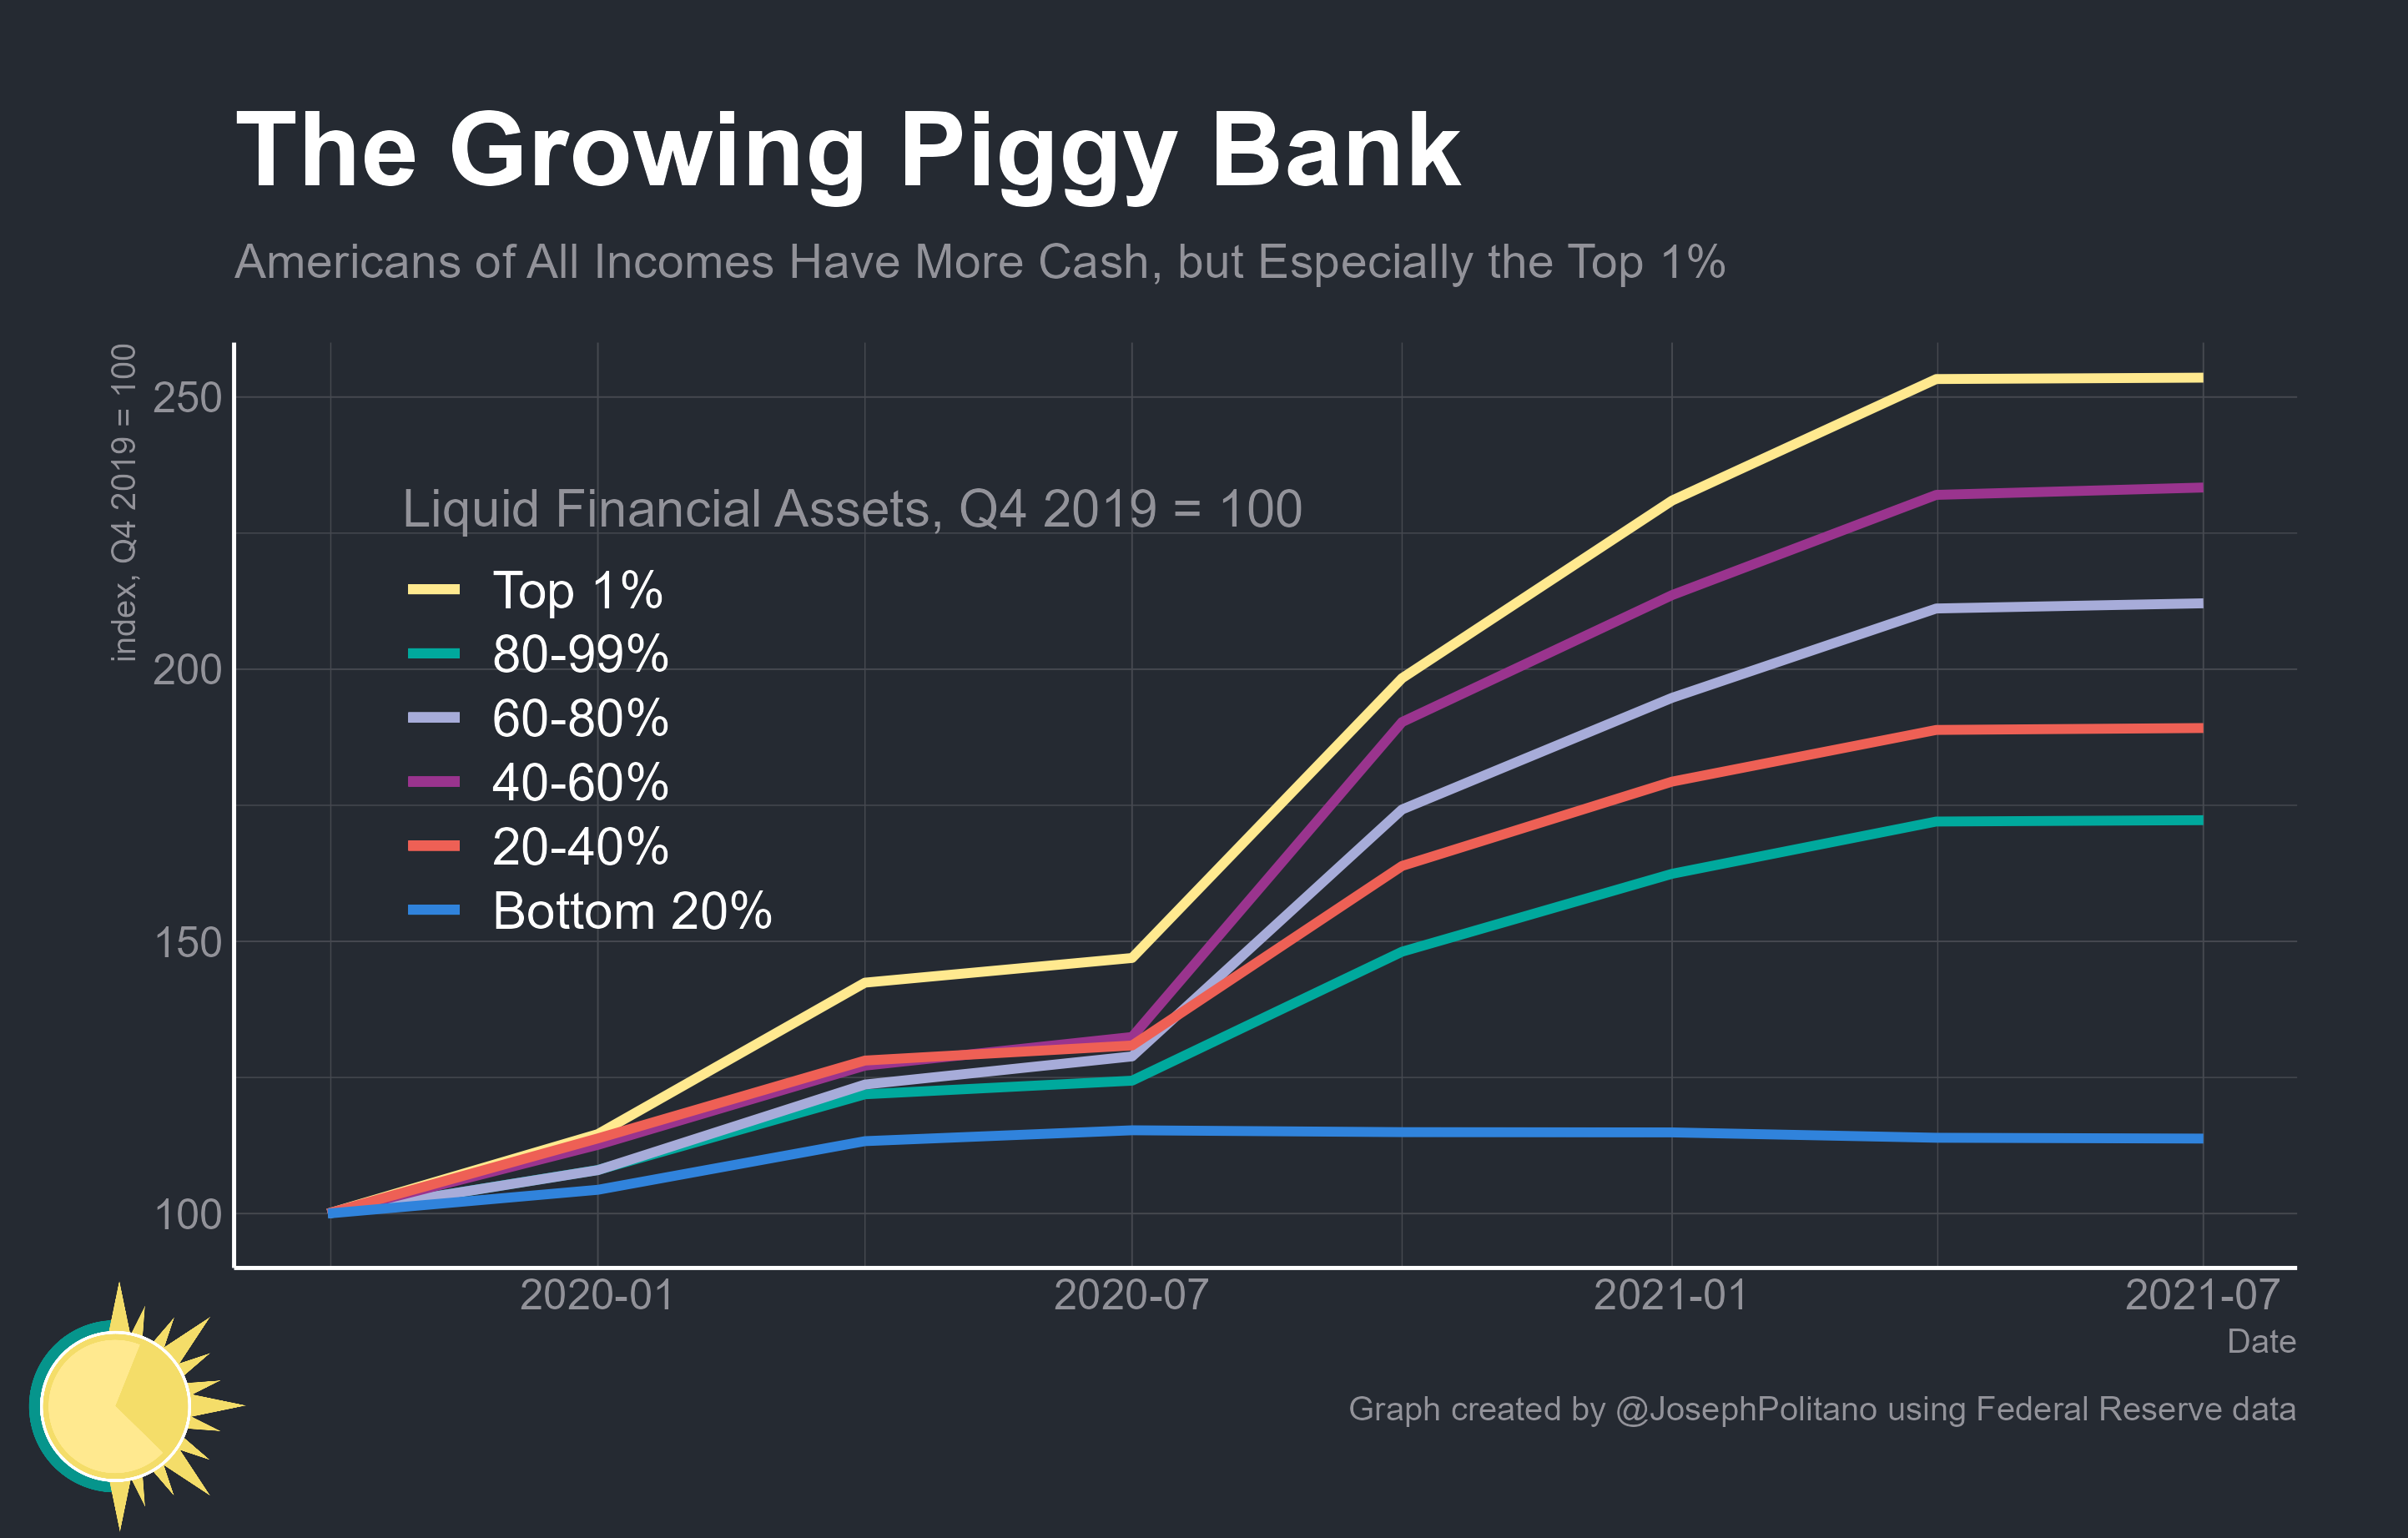 The Growing Piggy Bank
Americans of All Incomes Have More Cash, but Especially the Top 1%
index, Q4 2019 = 100
250
200
150
100
Liquid Financial Assets, Q4 2019 = 100
Top 1%
80-99%
60-80%
40-60%
20-40%
Bottom 20%
2020-01 2020-07 2021-01 2021-07
Date
Graph created by @JosephPolitano using Federal Reserve data